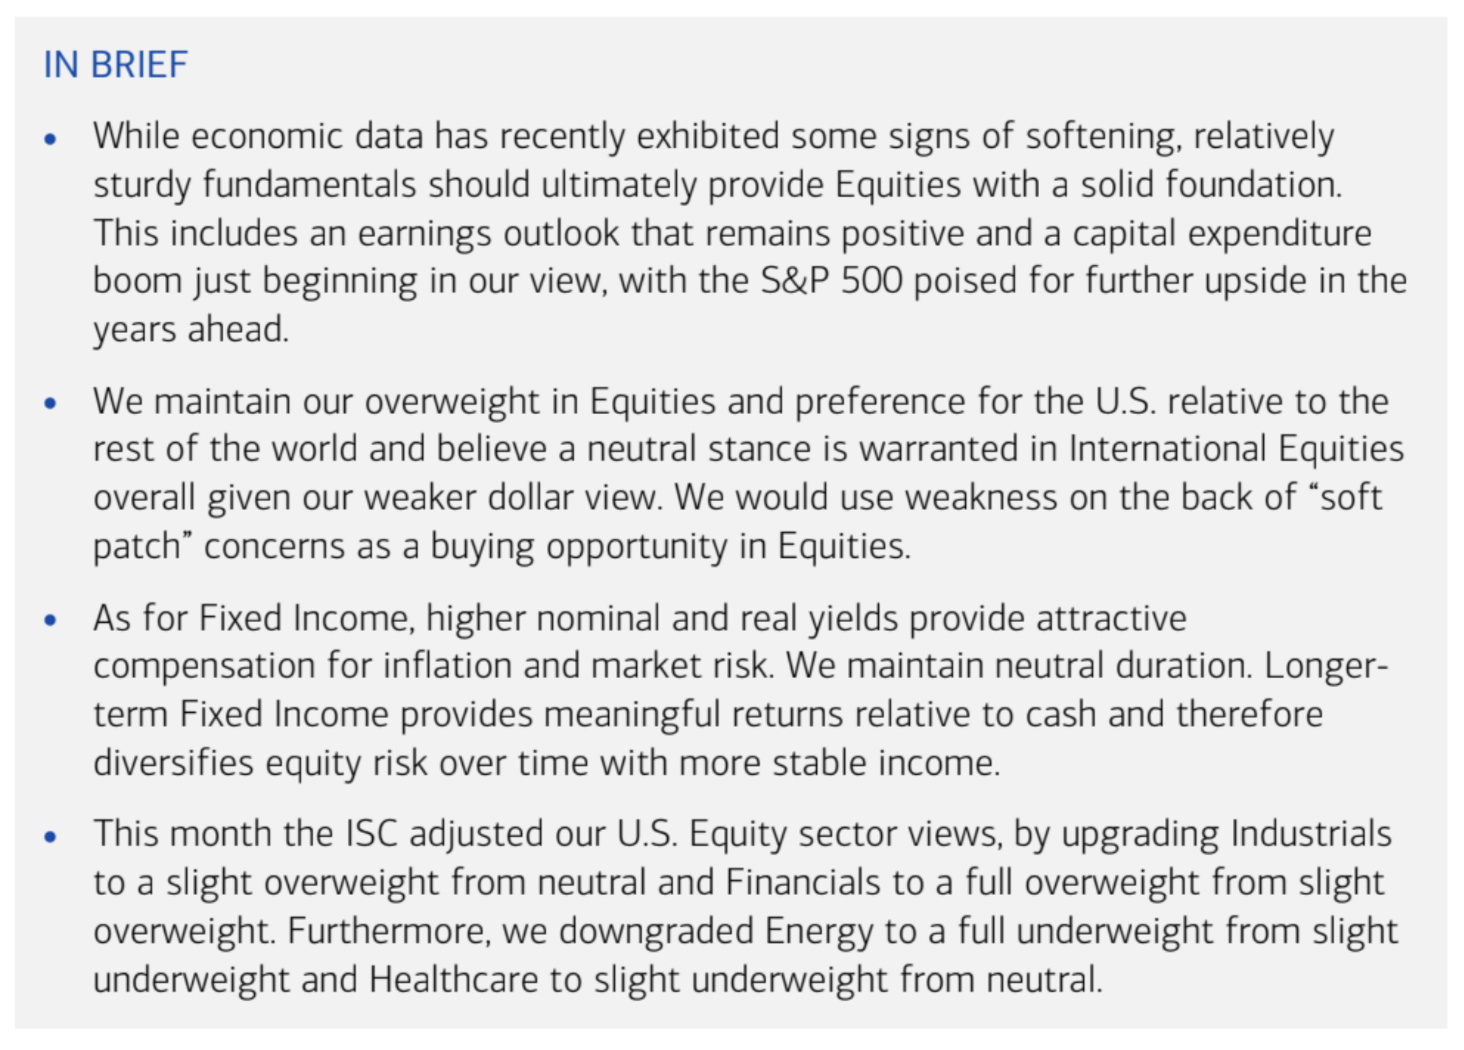 IN BRIEF
• While economic data has recently exhibited some signs of softening, relatively
sturdy fundamentals should ultimately provide Equities with a solid foundation.
This includes an earnings outlook that remains positive and a capital expenditure
boom just beginning in our view, with the S&P 500 poised for further upside in the
years ahead.
• We maintain our overweight in Equities and preference for the U.S. relative to the
rest of the world and believe a neutral stance is warranted in International Equities
overall given our weaker dollar view. We would use weakness on the back of “soft
patch” concerns as a buying opportunity in Equities.
• As for Fixed Income, higher nominal and real yields provide attractive
compensation for inflation and market risk. We maintain neutral duration. Longer-
term Fixed Income provides meaningful returns relative to cash and therefore
diversifies equity risk over time with more stable income.
• This month the ISC adjusted our U.S. Equity sector views, by upgrading Industrials
to a slight overweight from neutral and Financials to a full overweight from slight
overweight. Furthermore, we downgraded Energy to a full underweight from slight
underweight and Healthcare to slight underweight from neutral.